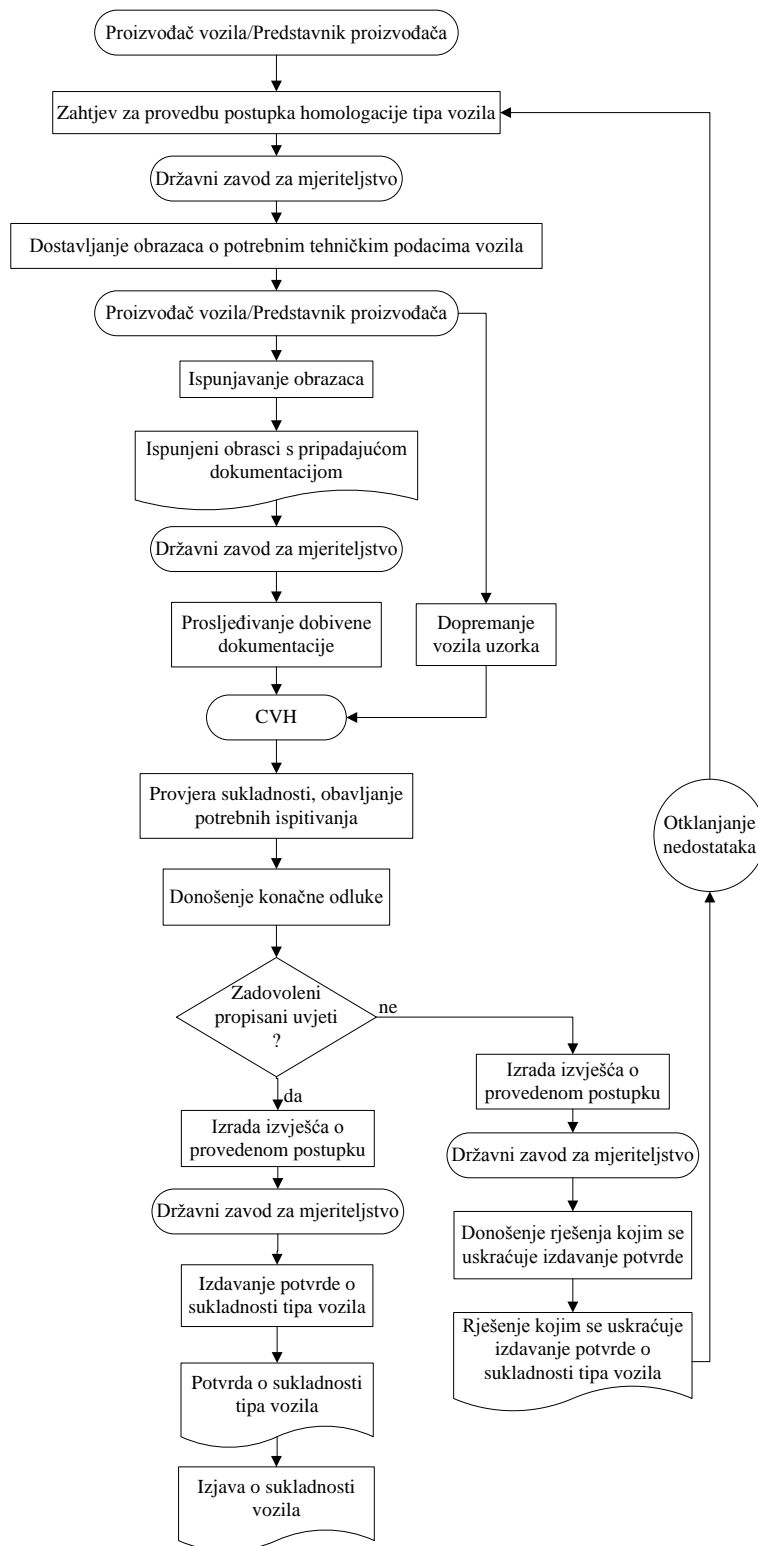 Proizvođač vozila/Predstavnik proizvođača
Zahtjev za provedbu postupka homologacije tipa vozila
Državni zavod za mjeriteljstvo
Dostavljanje obrazaca o potrebnim tehničkim podacima vozila
Proizvođač vozila/Predstavnik proizvođača
Ispunjavanje obrazaca
Ispunjeni obrasci s pripadajućom
dokumentacijom
Državni zavod za mjeriteljstvo
Prosljeđivanje dobivene
dokumentacije
Dopremanje
vozila uzorka
CVH
Provjera sukladnosti, obavljanje
potrebnih ispitivanja
Otklanjanje
nedostataka
Donošenje konačne odluke
Zadovoleni
propisani uvjeti
?
ne
da
Izrada izvješća o
provedenom postupku
Državni zavod za mjeriteljstvo
Donošenje rješenja kojim se
uskraćuje izdavanje potvrde
Rješenje kojim se uskraćuje
izdavanje potvrde o
sukladnosti tipa vozila
Izrada izvješća o
provedenom postupku
Državni zavod za mjeriteljstvo
Izdavanje potvrde o
sukladnosti tipa vozila
Potvrda o sukladnosti
tipa vozila
Izjava o sukladnosti
vozila